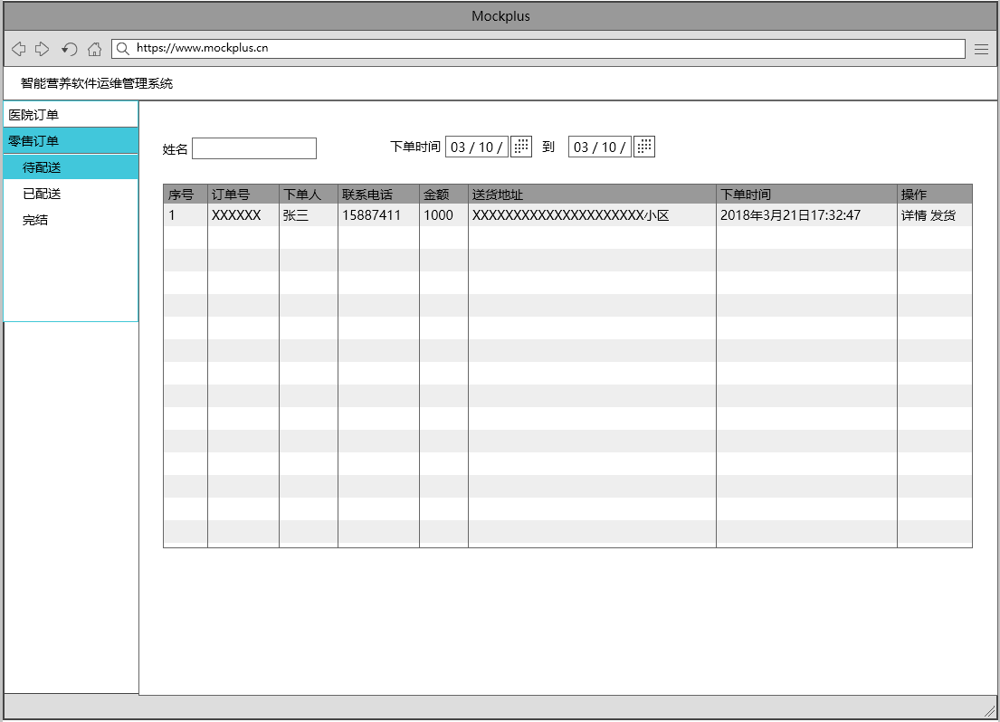 Mockplus
https://www.mockplus.cn
智能营养软件运维管理系统
医院订单
零售订单
待配送
已配送
完结
姓名 下单时间 03 / 10 / 到 03 / 10 /
序号 订单号 下单人 联系电话 金额 送货地址 下单时间 操作
1 XXXXXX 张三 15887411 1000 XXXXXXXXXXXXXXXXXXXXX小区 2018年3月21日17:32:47 详情 发货